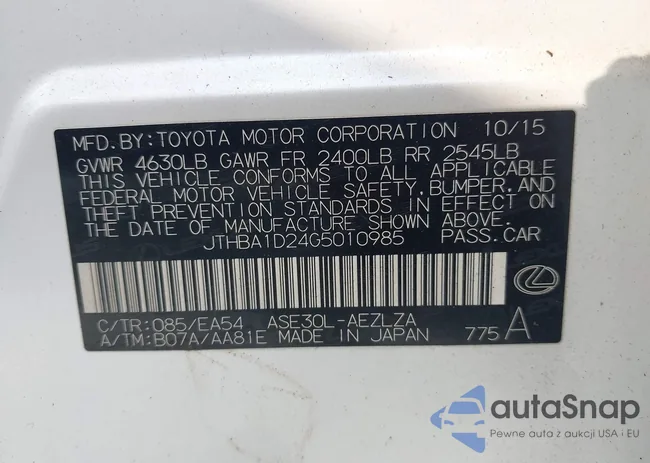 MFD. BY: TOYOTA MOTOR CORPORATION 10/15
GVWR 4630LB GAWR FR 2400LB RR 2545LB
THIS VEHICLE CONFORMS TO ALL APPLICABLE
FEDERAL MOTOR VEHICLE SAFETY, BUMPER, AND
THEFT PREVENTION STANDARDS IN EFFECT ON
THE DATE OF MANUFACTURE SHOWN ABOVE.
JTHBA1D24G5010985 PASS. CAR
C/TR: 085/EA54 ASE30L-AEZLZA
A/TM: B07A/AA81E MADE IN JAPAN 775 A
autaSnap
Pewne auta z aukcji USA i EU